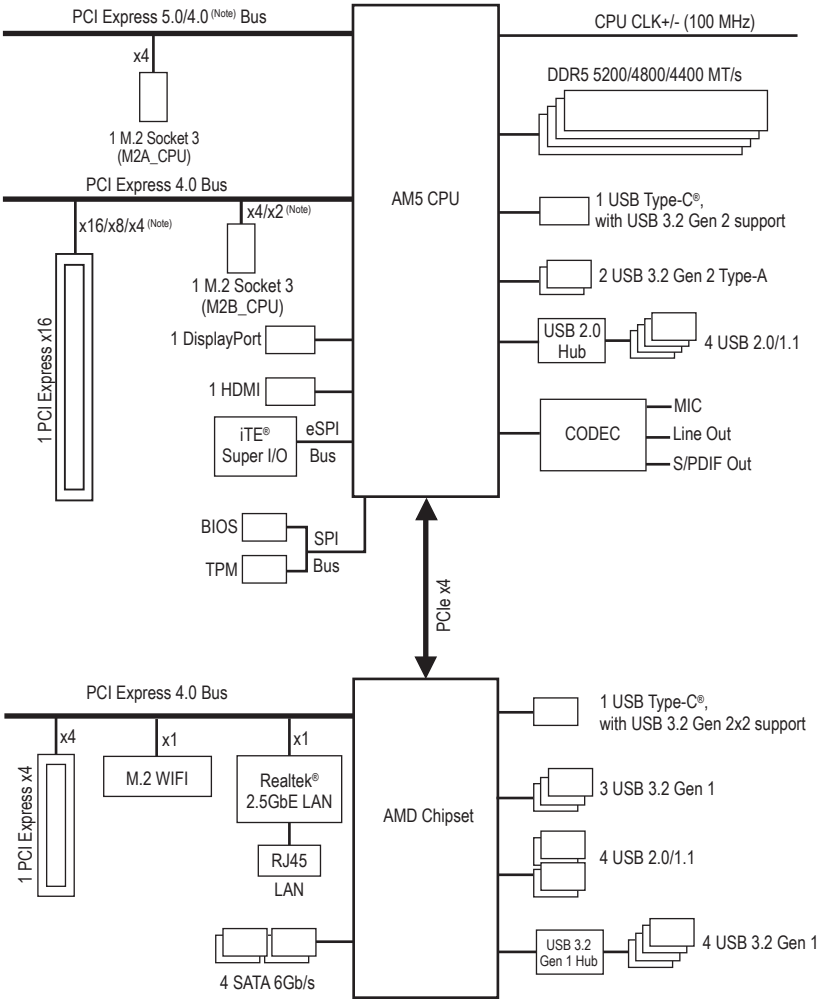 PCI Express 5.0/4.0 (Note) Bus
CPU CLK+/- (100 MHz)
x4
DDR5 5200/4800/4400 MT/s
1 M.2 Socket 3
(M2A_CPU)
PCI Express 4.0 Bus
AM5 CPU
x16/x8/x4 (Note)
x4/x2 (Note)
1 USB Type-C®,
with USB 3.2 Gen 2 support
1 M.2 Socket 3
(M2B_CPU)
2 USB 3.2 Gen 2 Type-A
1 PCI Express x16
1 DisplayPort
USB 2.0
Hub
4 USB 2.0/1.1
1 HDMI
iTE®
Super I/O
eSPI
Bus
CODEC
MIC
Line Out
S/PDIF Out
BIOS
TPM
SPI
Bus
PCIe x4
PCI Express 4.0 Bus
1 USB Type-C®,
with USB 3.2 Gen 2x2 support
x4
x1
x1
1 PCI Express x4
M.2 WIFI
Realtek®
2.5GbE LAN
AMD Chipset
3 USB 3.2 Gen 1
RJ45
LAN
4 USB 2.0/1.1
4 SATA 6Gb/s
USB 3.2
Gen 1 Hub
4 USB 3.2 Gen 1